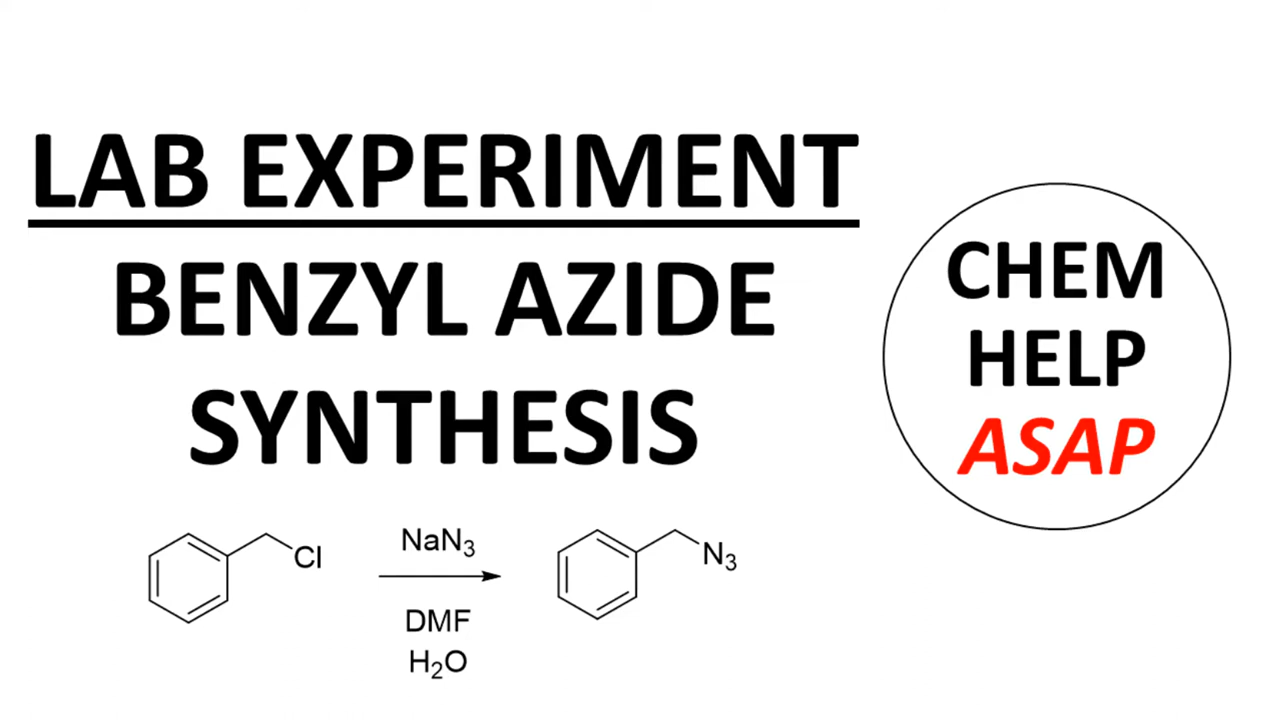 LAB EXPERIMENT
BENZYL AZIDE
SYNTHESIS
CHEM
HELP
ASAP
Cl
NaN₃
DMF
H₂O
N₃